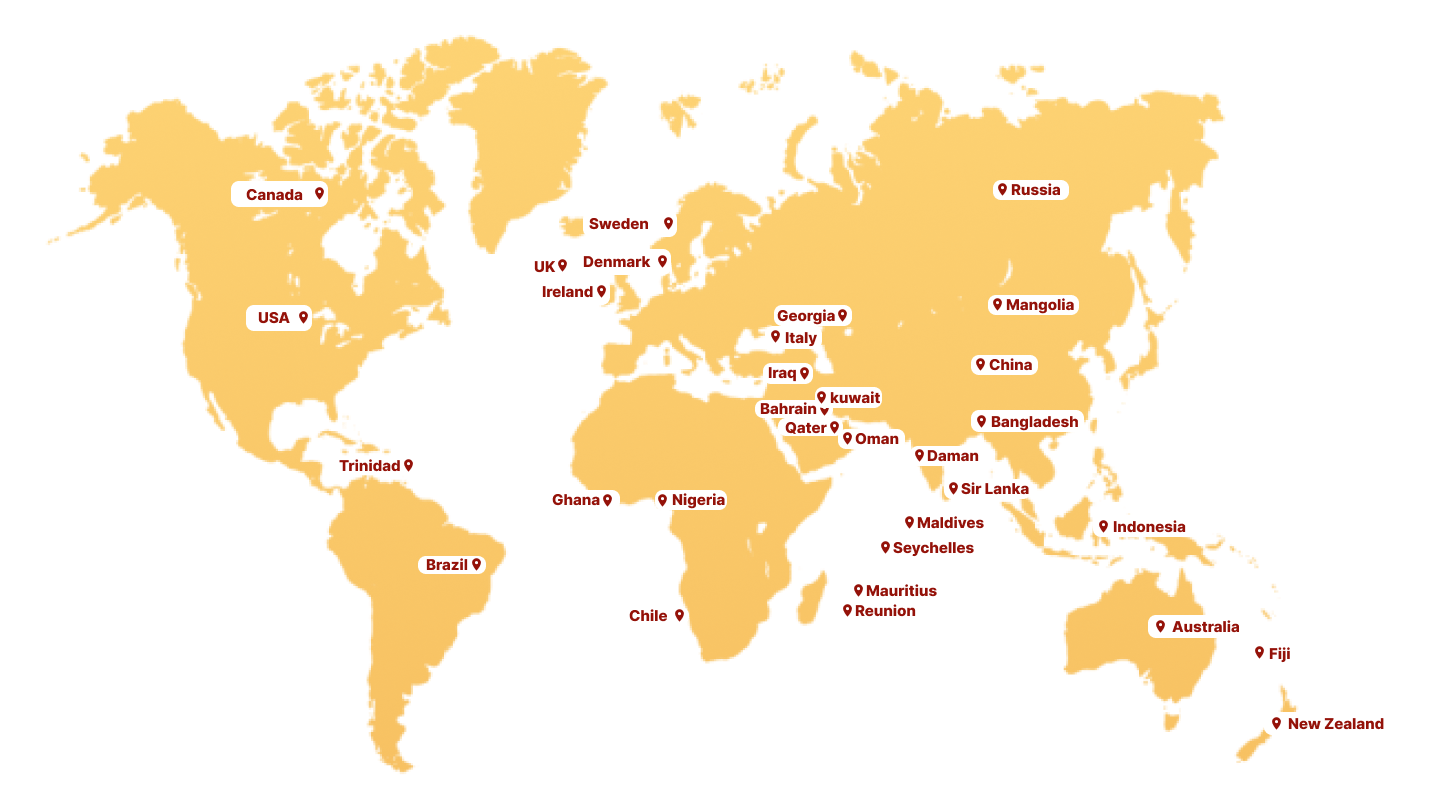 Russia
Canada
Sweden
Denmark
UK
Ireland
Mangolia
Georgia
USA
Italy
China
Iraq
kuwait
Bahrain
Bangladesh
Qater
Oman
Daman
Trinidad
Sir Lanka
Ghana
Nigeria
Maldives
Indonesia
Seychelles
Brazil
Mauritius
Reunion
Chile
Australia
Fiji
New Zealand